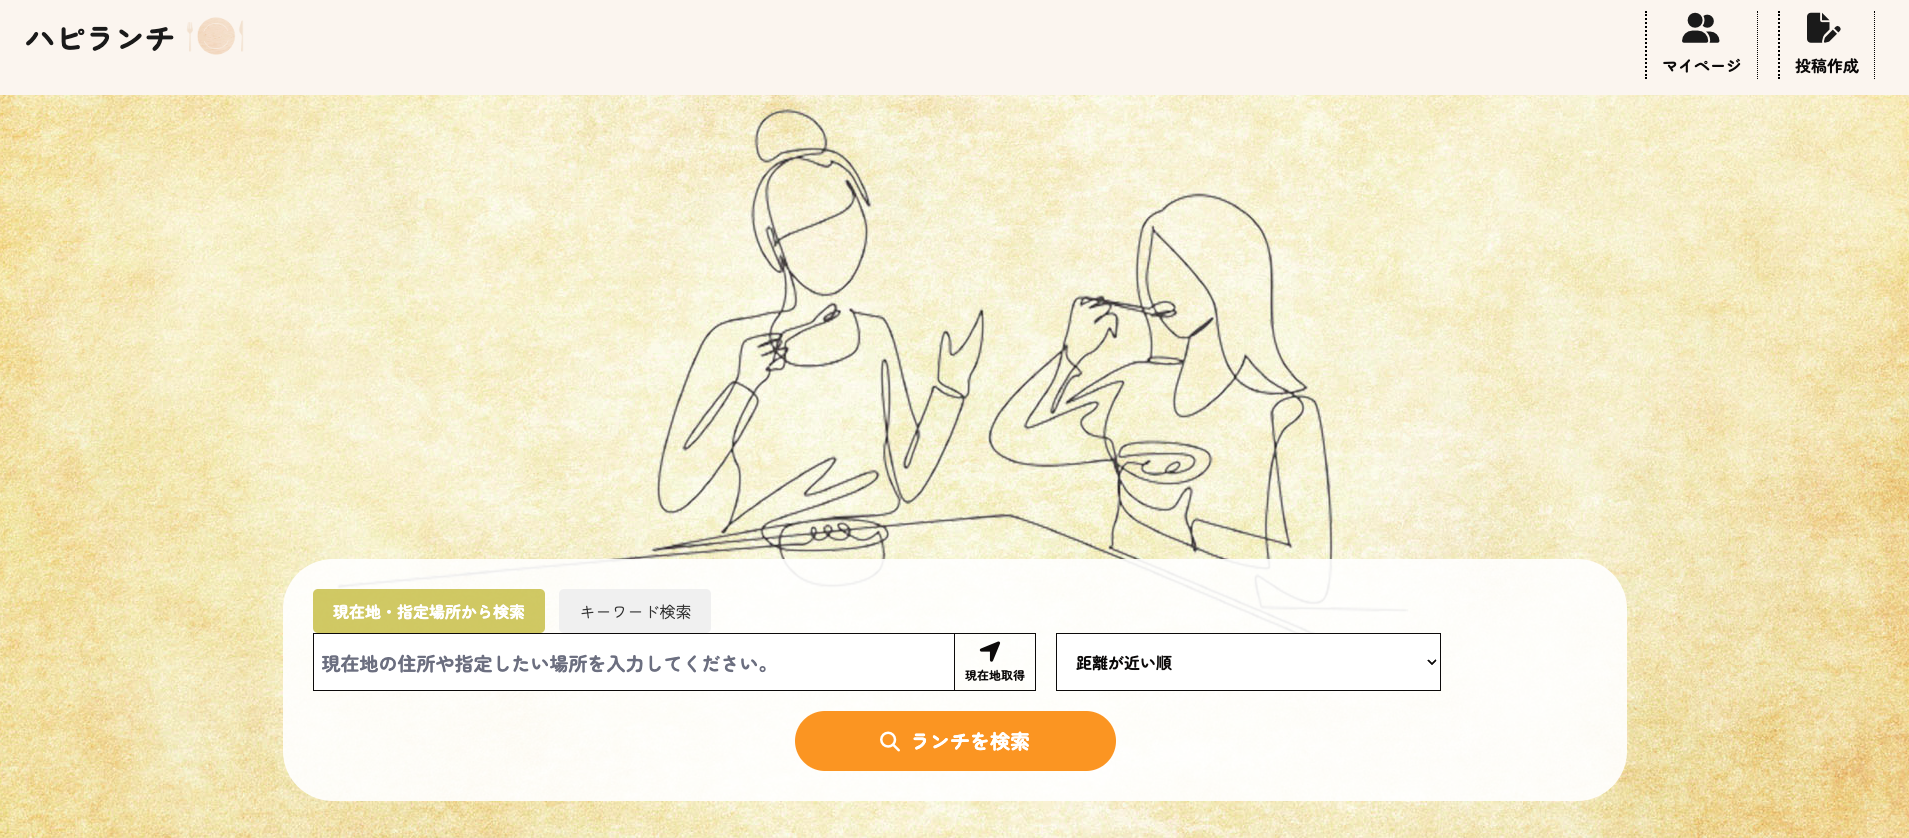 ハピランチ
マイページ
投稿作成
現在地・指定場所から検索
キーワード検索
現在地の住所や指定したい場所を入力してください。
現在地取得
距離が近い順
ランチを検索